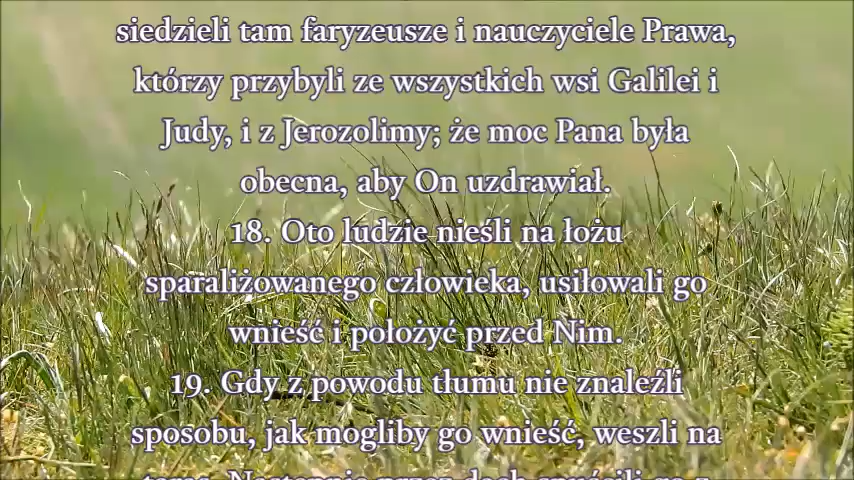 siedzieli tam faryzeusze i nauczyciele Prawa,
którzy przybyli ze wszystkich wsi Galilei i
Judy, i z Jerozolimy; że moc Pana była
obecna, aby On uzdrawiał.
18. Oto ludzie nieśli na łożu
sparaliżowanego człowieka, usiłowali go
wnieść i położyć przed Nim.
19. Gdy z powodu tłumu nie znaleźli
sposobu, jak mogliby go wnieść, weszli na